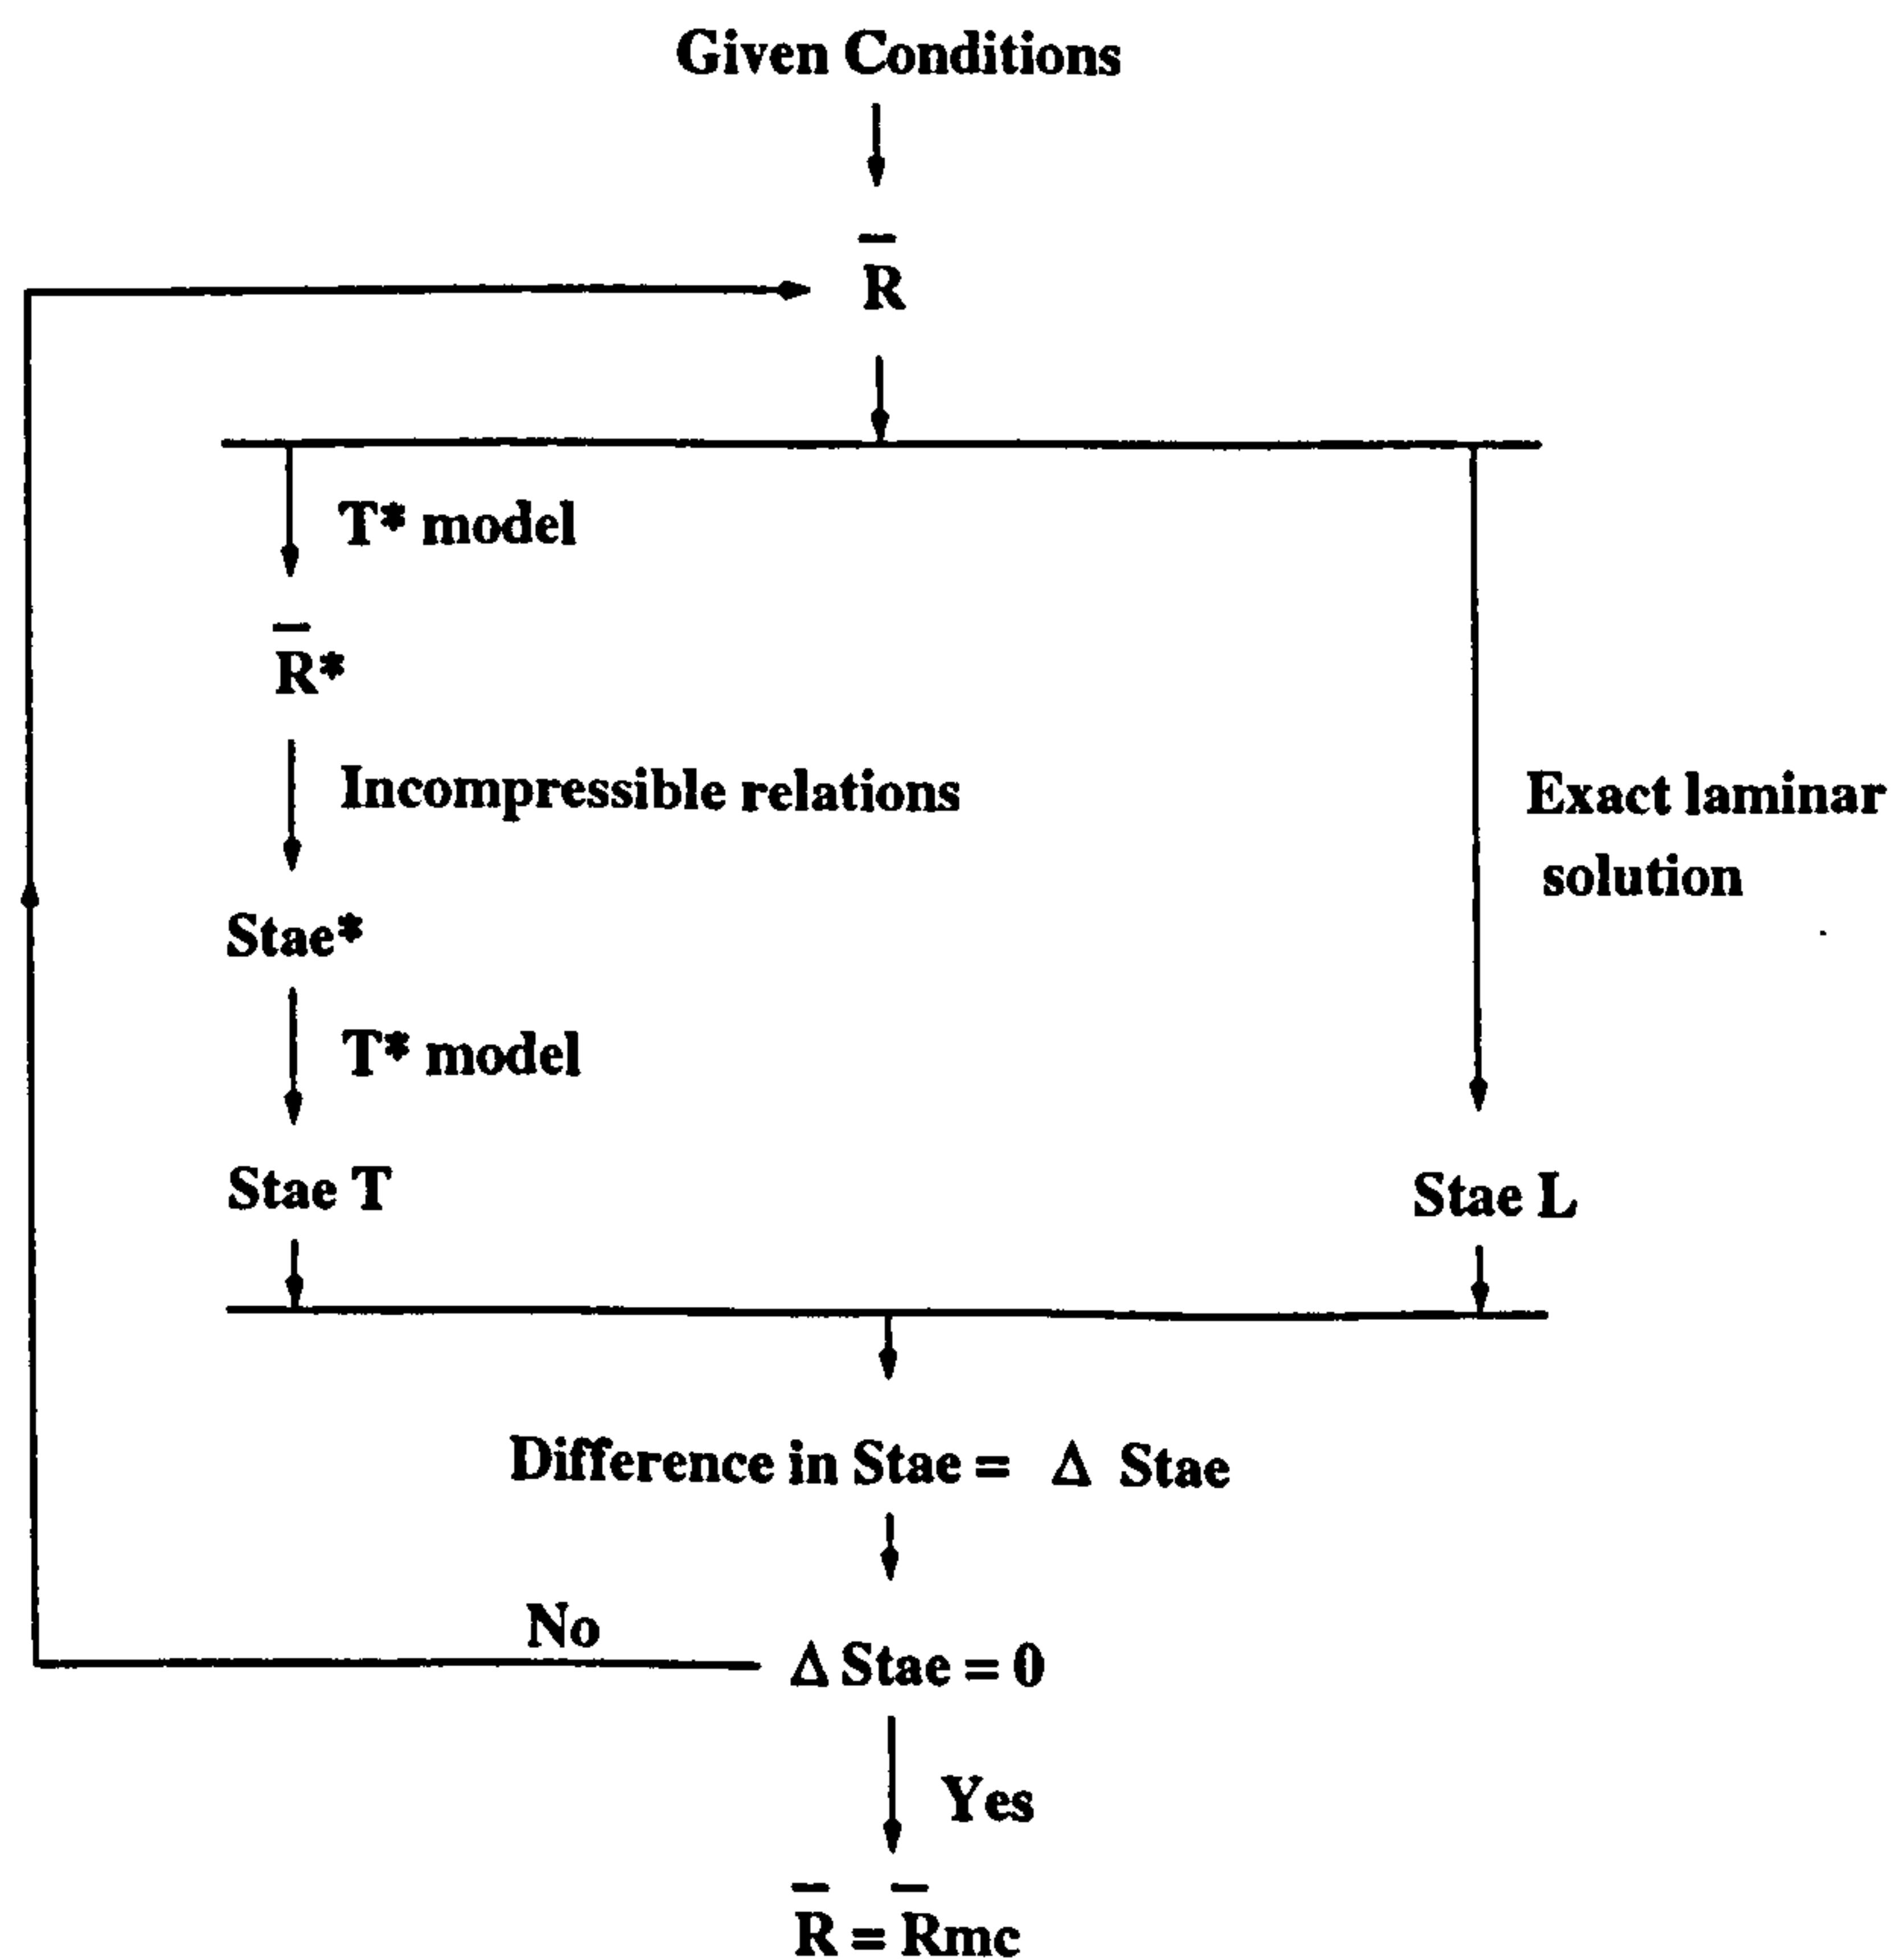 Given Conditions
R̅
T* model
R̅*
Incompressible relations
Exact laminar
solution
Stae*
T* model
Stae T
Stae L
Difference in Stae = Δ Stae
No
Δ Stae = 0
Yes
R̅ = R̅mc